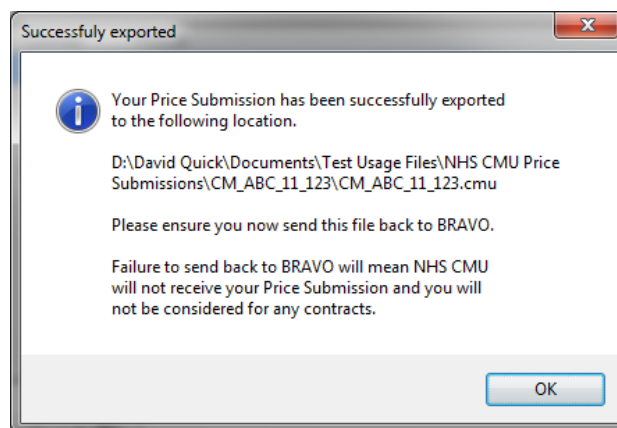 Successfuly exported
Your Price Submission has been successfully exported
to the following location.
D:\David Quick\Documents\Test Usage Files\NHS CMU Price
Submissions\CM_ABC_11_123\CM_ABC_11_123.cmu
Please ensure you now send this file back to BRAVO.
Failure to send back to BRAVO will mean NHS CMU
will not receive your Price Submission and you will
not be considered for any contracts.
OK